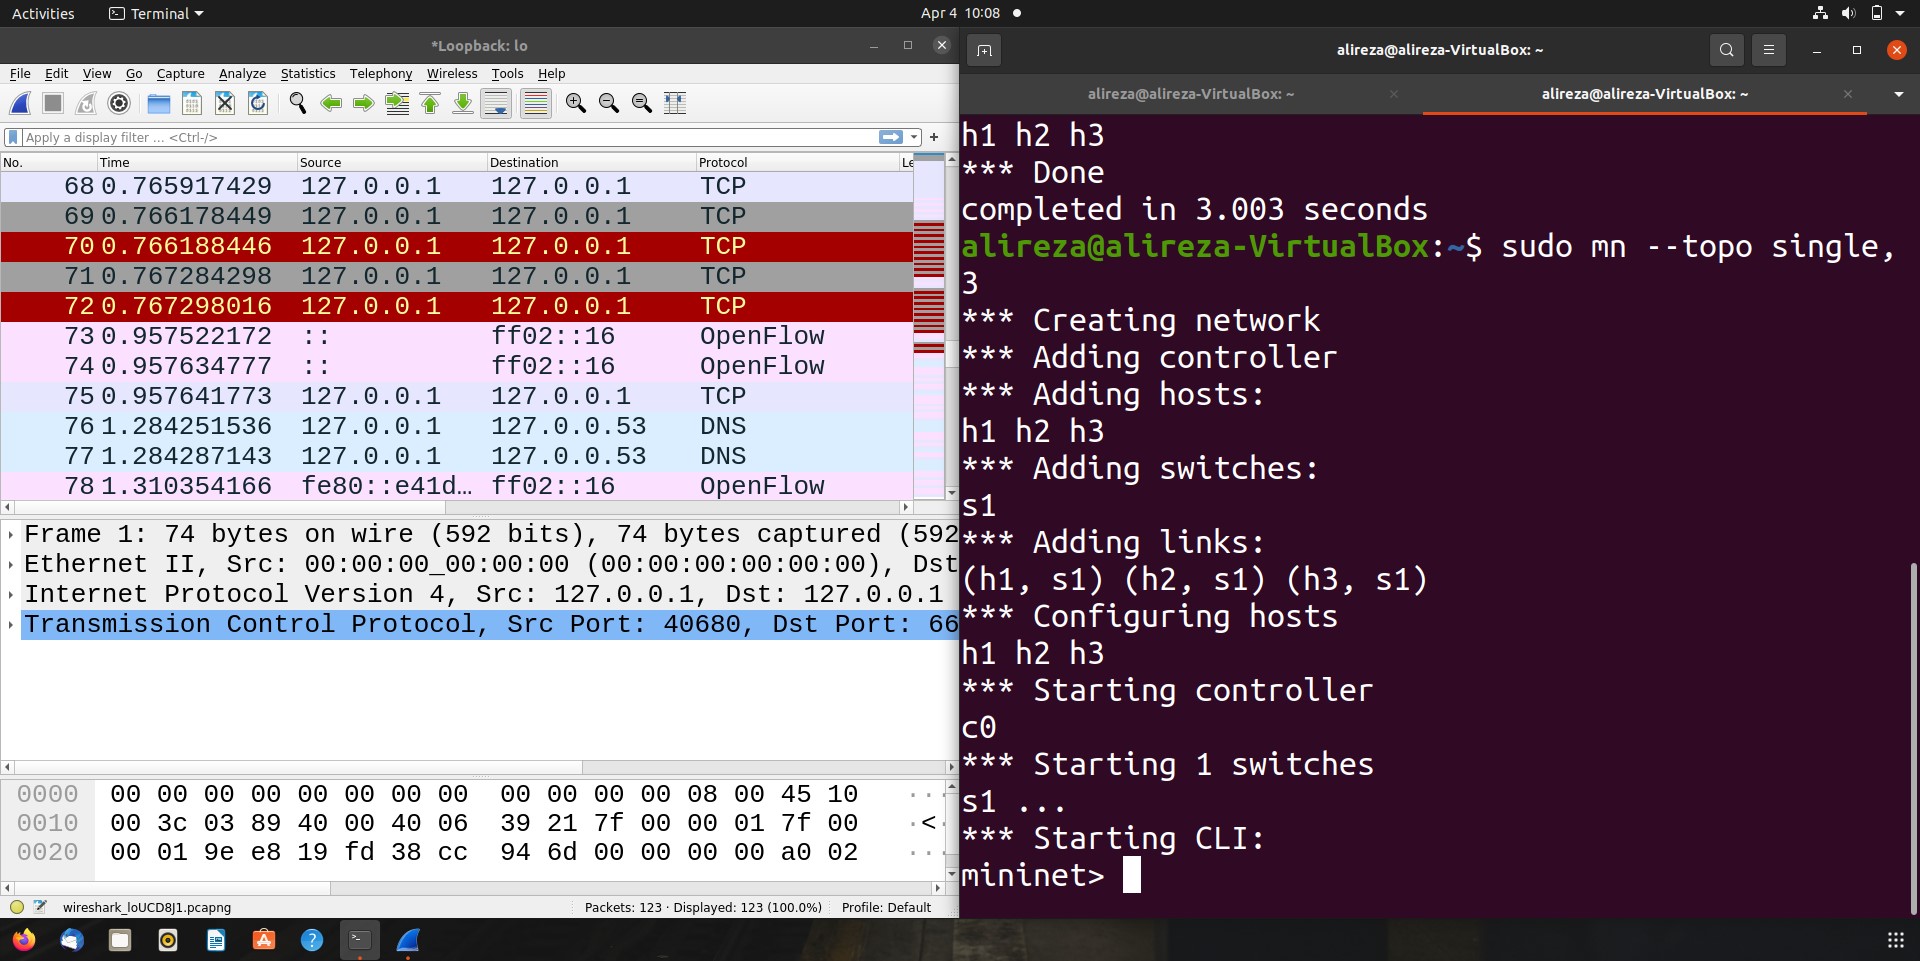 Activities Terminal Apr 4 10:08
*Loopback: lo
File Edit View Go Capture Analyze Statistics Telephony Wireless Tools Help
Apply a display filter ... <Ctrl-/> +
No. Time Source Destination Protocol Le
68 0.765917429 127.0.0.1 127.0.0.1 TCP
69 0.766178449 127.0.0.1 127.0.0.1 TCP
70 0.766188446 127.0.0.1 127.0.0.1 TCP
71 0.767284298 127.0.0.1 127.0.0.1 TCP
72 0.767298016 127.0.0.1 127.0.0.1 TCP
73 0.957522172 :: ff02::16 OpenFlow
74 0.957634777 :: ff02::16 OpenFlow
75 0.957641773 127.0.0.1 127.0.0.1 TCP
76 1.284251536 127.0.0.1 127.0.0.53 DNS
77 1.284287143 127.0.0.1 127.0.0.53 DNS
78 1.310354166 fe80::e41d… ff02::16 OpenFlow
Frame 1: 74 bytes on wire (592 bits), 74 bytes captured (592
Ethernet II, Src: 00:00:00_00:00:00 (00:00:00:00:00:00), Dst
Internet Protocol Version 4, Src: 127.0.0.1, Dst: 127.0.0.1
Transmission Control Protocol, Src Port: 40680, Dst Port: 66
0000 00 00 00 00 00 00 00 00 00 00 00 00 08 00 45 10 ···
0010 00 3c 03 89 40 00 40 06 39 21 7f 00 00 01 7f 00 ·<·
0020 00 01 9e e8 19 fd 38 cc 94 6d 00 00 00 00 a0 02 ···
wireshark_loUCD8J1.pcapng Packets: 123 · Displayed: 123 (100.0%) Profile: Default
alireza@alireza-VirtualBox: ~
alireza@alireza-VirtualBox: ~ alireza@alireza-VirtualBox: ~
h1 h2 h3
*** Done
completed in 3.003 seconds
alireza@alireza-VirtualBox:~$ sudo mn --topo single,
3
*** Creating network
*** Adding controller
*** Adding hosts:
h1 h2 h3
*** Adding switches:
s1
*** Adding links:
(h1, s1) (h2, s1) (h3, s1)
*** Configuring hosts
h1 h2 h3
*** Starting controller
c0
*** Starting 1 switches
s1 ...
*** Starting CLI:
mininet>